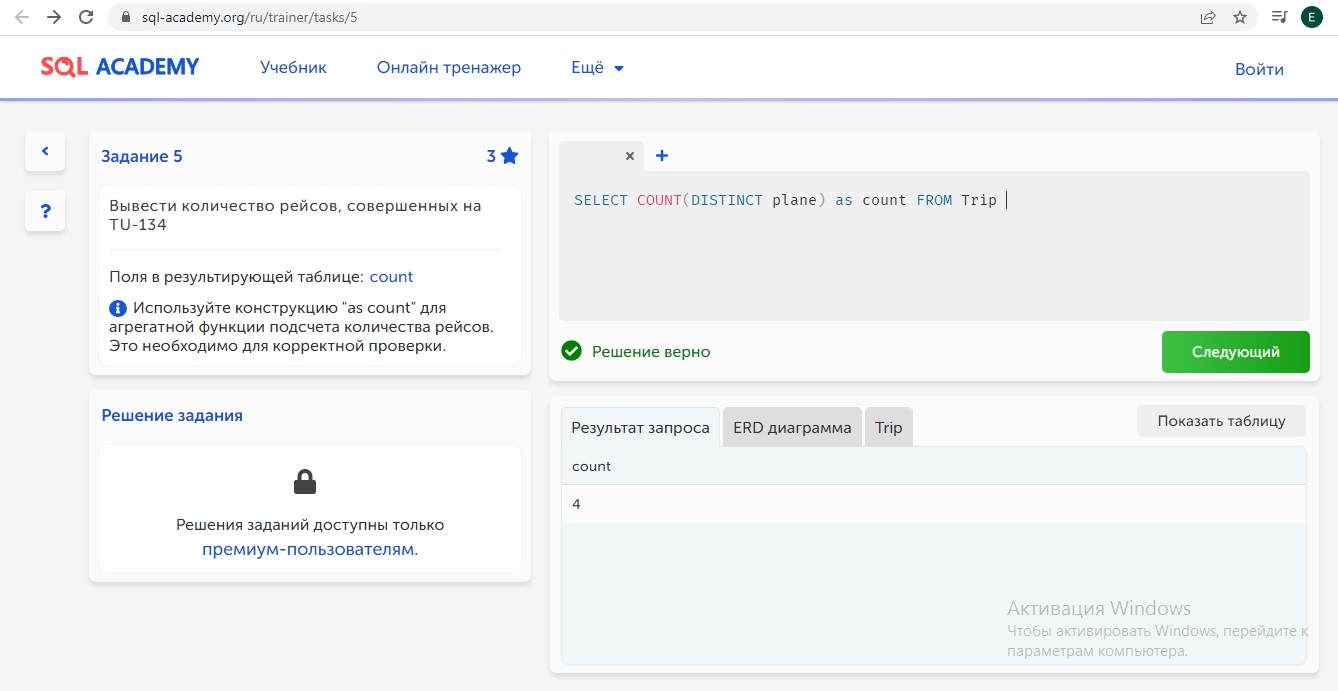 sql-academy.org/ru/trainer/tasks/5
E
SQL ACADEMY
Учебник
Онлайн тренажер
Ещё
Войти
Задание 5
3
Вывести количество рейсов, совершенных на
TU-134
Поля в результирующей таблице: count
Используйте конструкцию "as count" для
агрегатной функции подсчета количества рейсов.
Это необходимо для корректной проверки.
Решение задания
Решения заданий доступны только
премиум-пользователям.
SELECT COUNT(DISTINCT plane) as count FROM Trip
Решение верно
Следующий
Результат запроса
ERD диаграмма
Trip
Показать таблицу
count
4
Активация Windows
Чтобы активировать Windows, перейдите к
параметрам компьютера.